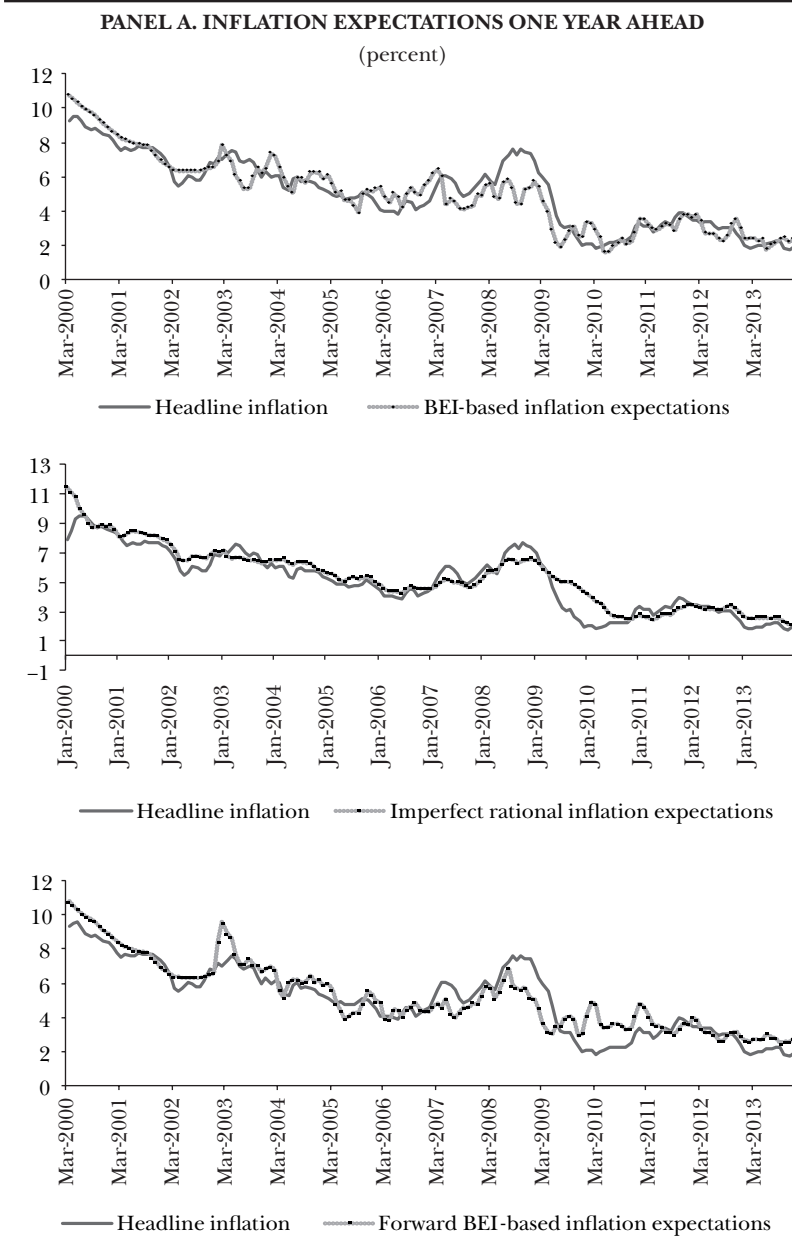 PANEL A. INFLATION EXPECTATIONS ONE YEAR AHEAD
(percent)
12
10
8
6
4
2
0
Mar-2000
Mar-2001
Mar-2002
Mar-2003
Mar-2004
Mar-2005
Mar-2006
Mar-2007
Mar-2008
Mar-2009
Mar-2010
Mar-2011
Mar-2012
Mar-2013
Headline inflation BEI-based inflation expectations
13
11
9
7
5
3
1
−1
Jan-2000
Jan-2001
Jan-2002
Jan-2003
Jan-2004
Jan-2005
Jan-2006
Jan-2007
Jan-2008
Jan-2009
Jan-2010
Jan-2011
Jan-2012
Jan-2013
Headline inflation Imperfect rational inflation expectations
12
10
8
6
4
2
0
Mar-2000
Mar-2001
Mar-2002
Mar-2003
Mar-2004
Mar-2005
Mar-2006
Mar-2007
Mar-2008
Mar-2009
Mar-2010
Mar-2011
Mar-2012
Mar-2013
Headline inflation Forward BEI-based inflation expectations